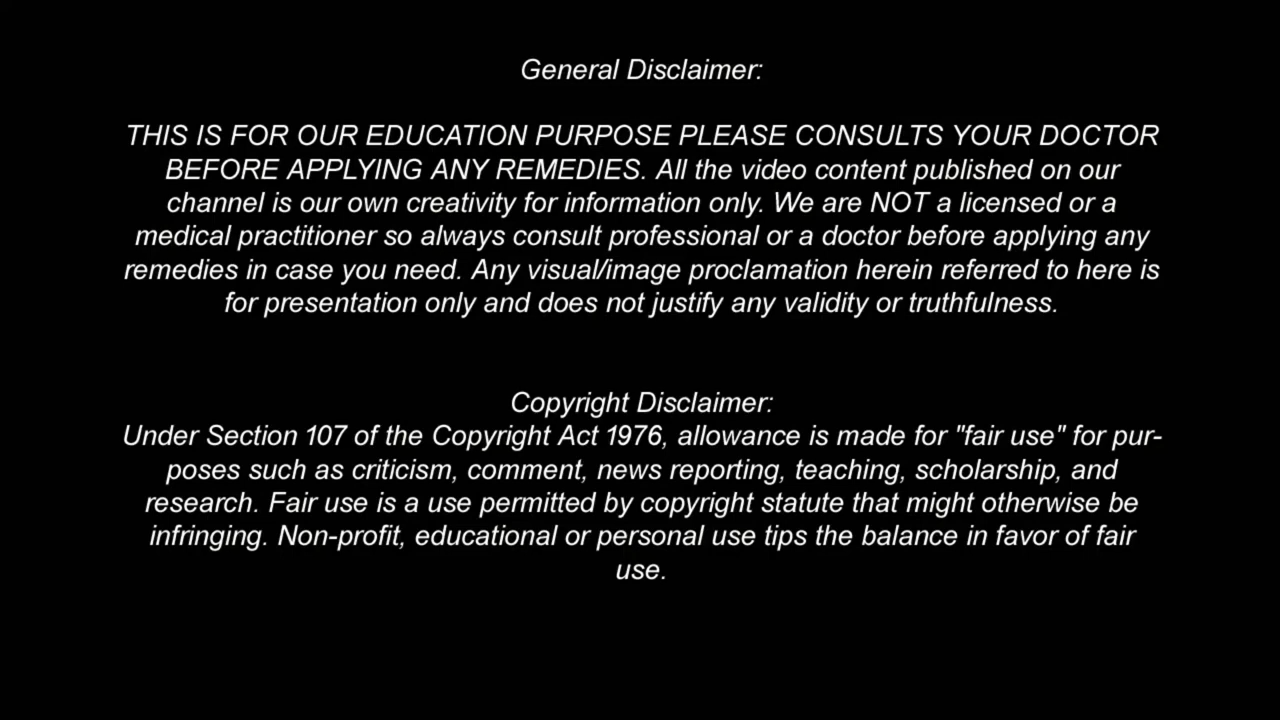 General Disclaimer:
THIS IS FOR OUR EDUCATION PURPOSE PLEASE CONSULTS YOUR DOCTOR
BEFORE APPLYING ANY REMEDIES. All the video content published on our
channel is our own creativity for information only. We are NOT a licensed or a
medical practitioner so always consult professional or a doctor before applying any
remedies in case you need. Any visual/image proclamation herein referred to here is
for presentation only and does not justify any validity or truthfulness.
Copyright Disclaimer:
Under Section 107 of the Copyright Act 1976, allowance is made for "fair use" for pur-
poses such as criticism, comment, news reporting, teaching, scholarship, and
research. Fair use is a use permitted by copyright statute that might otherwise be
infringing. Non-profit, educational or personal use tips the balance in favor of fair
use.